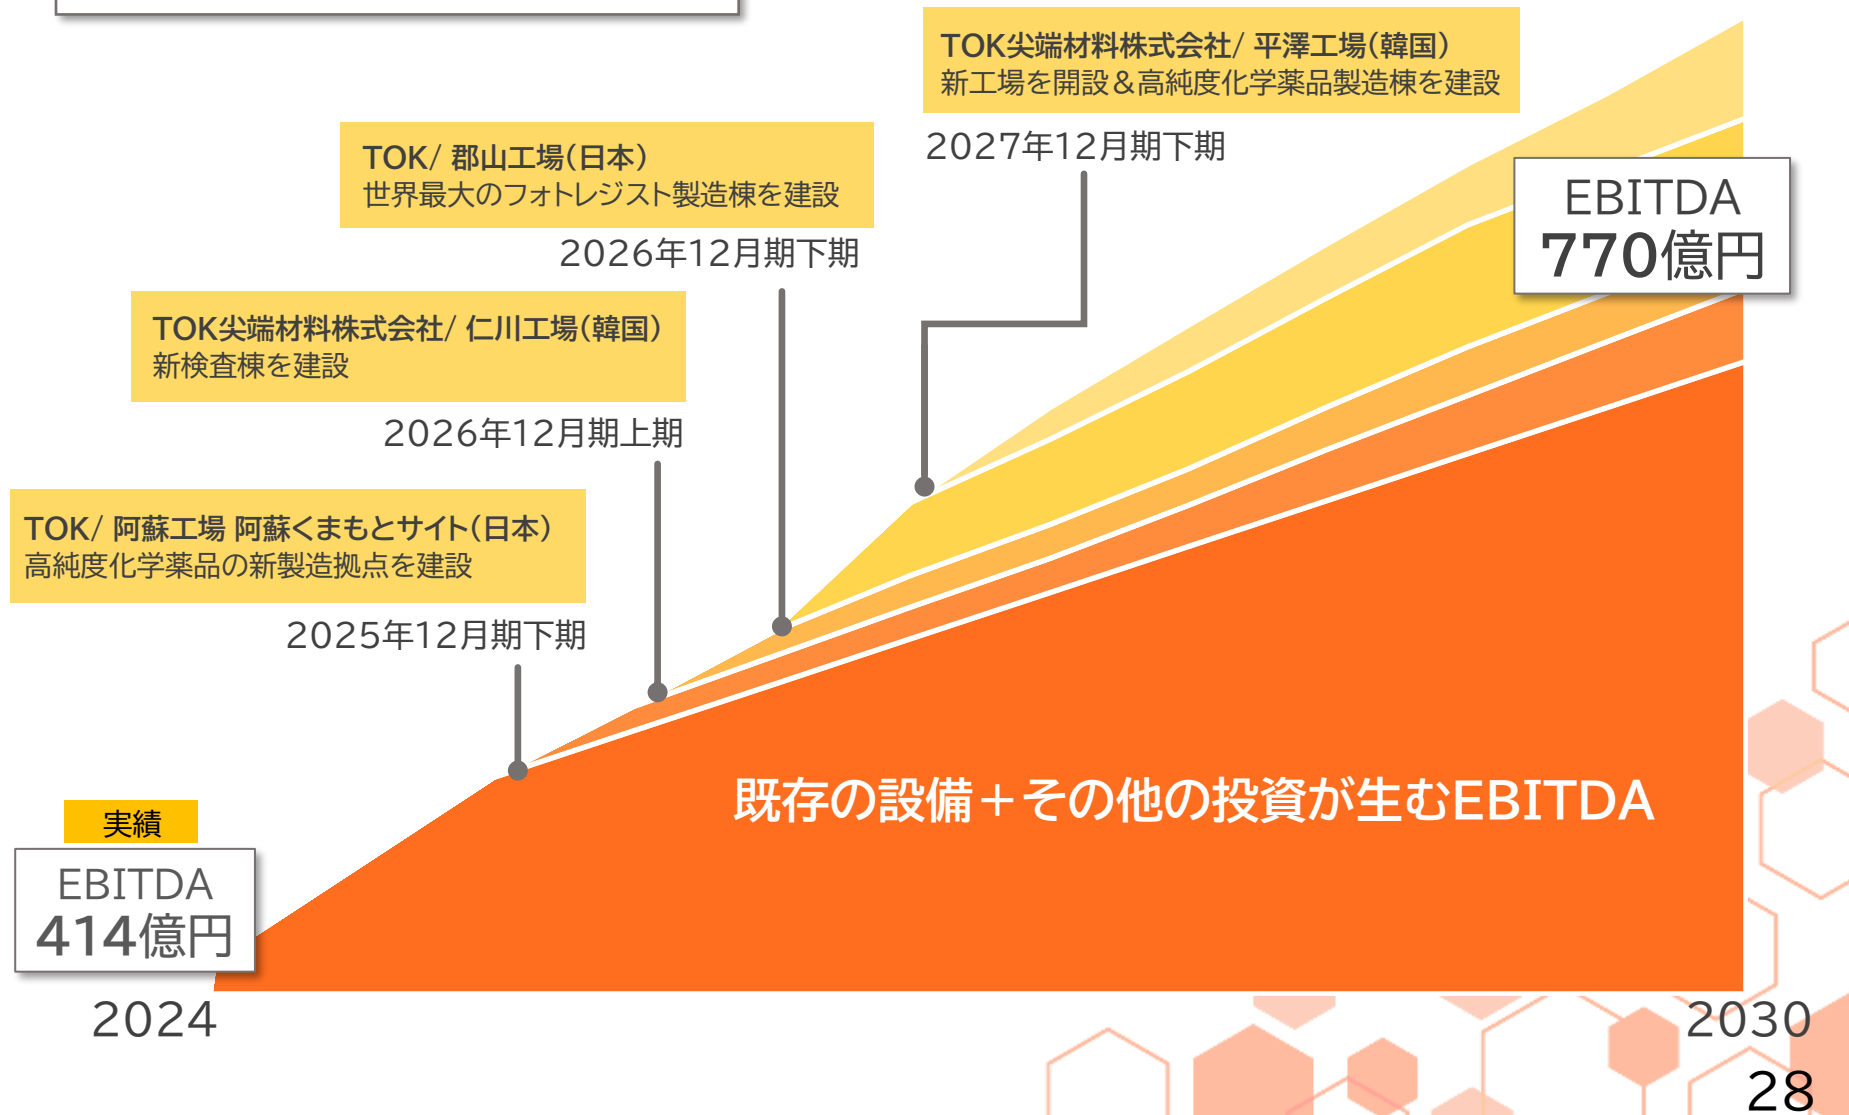 TOK尖端材料株式会社/ 平澤工場(韓国)
新工場を開設＆高純度化学薬品製造棟を建設
2027年12月期下期
TOK/ 郡山工場(日本)
世界最大のフォトレジスト製造棟を建設
2026年12月期下期
EBITDA
770億円
TOK尖端材料株式会社/ 仁川工場(韓国)
新検査棟を建設
2026年12月期上期
TOK/ 阿蘇工場 阿蘇くまもとサイト(日本)
高純度化学薬品の新製造拠点を建設
2025年12月期下期
既存の設備＋その他の投資が生むEBITDA
実績
EBITDA
414億円
2024
2030
28